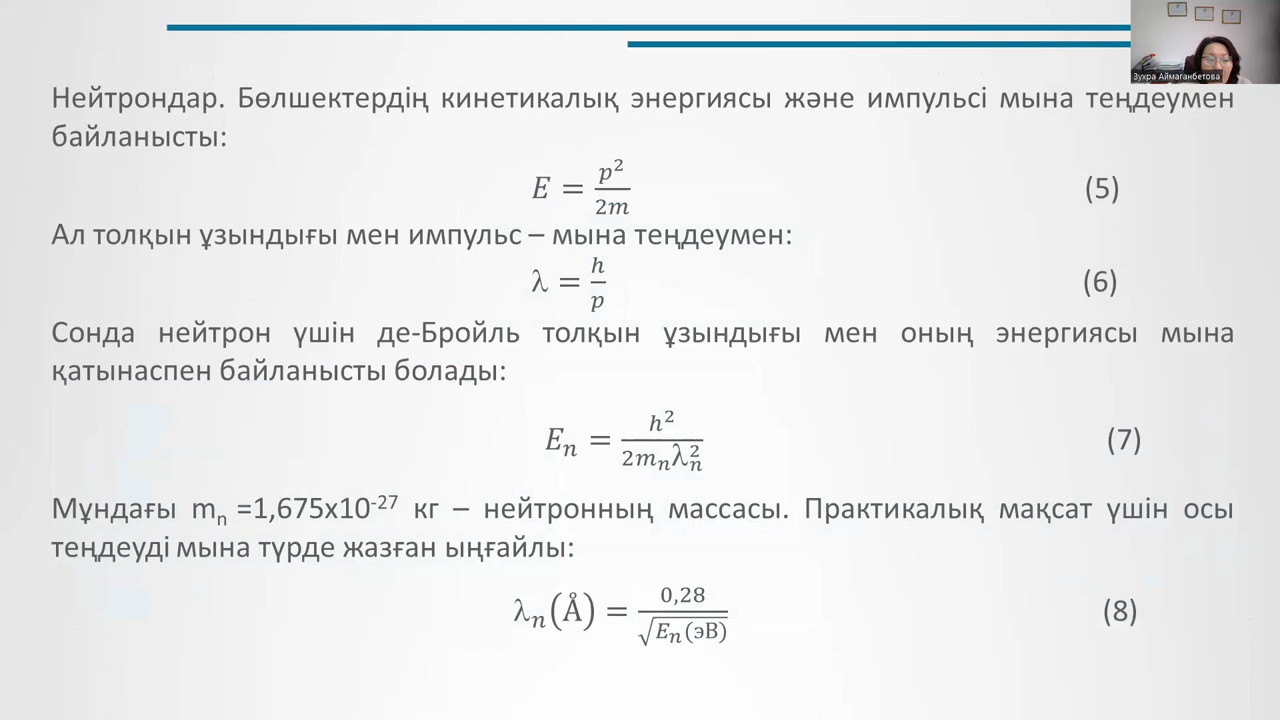 Зухра Аймаганбетова
Нейтрондар. Бөлшектердің кинетикалық энергиясы және импульсі мына теңдеумен
байланысты:
E = p²/2m (5)
Ал толқын ұзындығы мен импульс – мына теңдеумен:
λ = h/p (6)
Сонда нейтрон үшін де-Бройль толқын ұзындығы мен оның энергиясы мына
қатынаспен байланысты болады:
Eₙ = h²/2mₙλₙ² (7)
Мұндағы mₙ =1,675x10⁻²⁷ кг – нейтронның массасы. Практикалық мақсат үшін осы
теңдеуді мына түрде жазған ыңғайлы:
λₙ(Å) = 0,28/√Eₙ(эВ) (8)